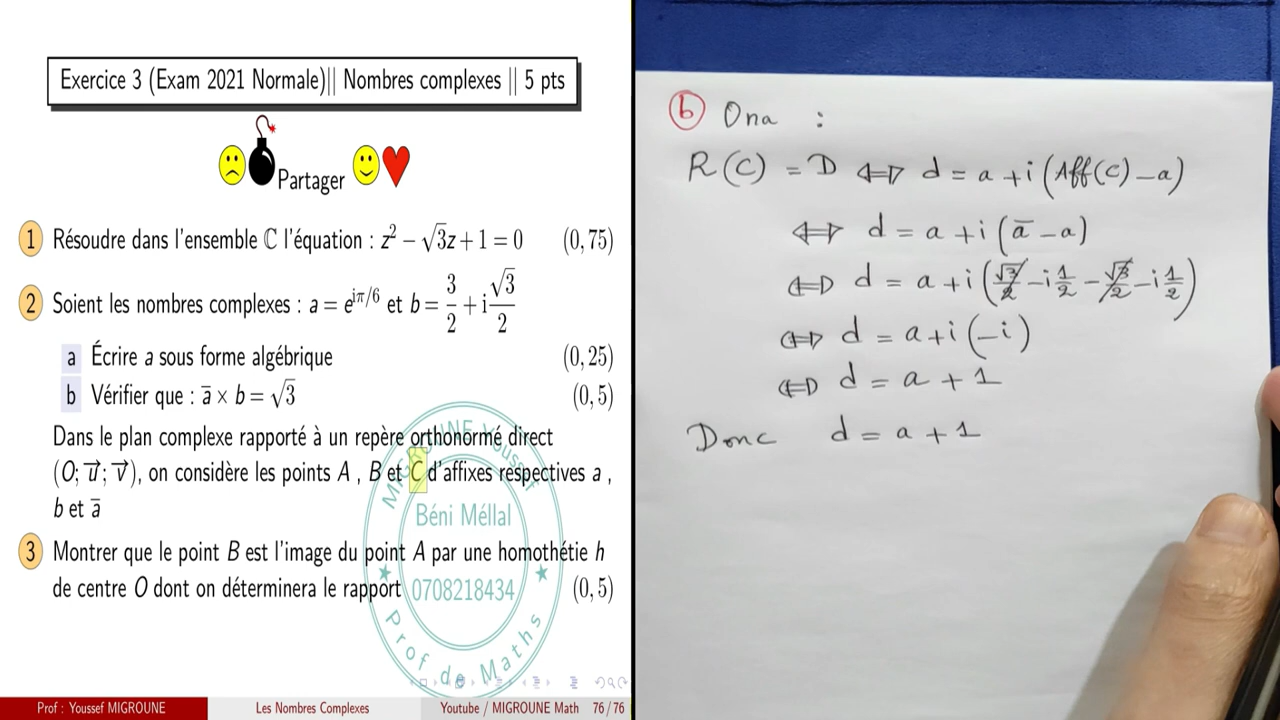 Exercice 3 (Exam 2021 Normale)|| Nombres complexes || 5 pts
Partager
1 Résoudre dans l'ensemble ℂ l'équation : z² − √3z + 1 = 0 (0, 75)
2 Soient les nombres complexes : a = e^{iπ/6} et b = 3/2 + i√3/2
a Écrire a sous forme algébrique (0, 25)
b Vérifier que : a̅ × b = √3 (0, 5)
Dans le plan complexe rapporté à un repère orthonormé direct
(O; u⃗; v⃗), on considère les points A , B et C d'affixes respectives a ,
b et a̅
3 Montrer que le point B est l'image du point A par une homothétie h
de centre O dont on déterminera le rapport (0, 5)
MIGROUNE Youssef
Béni Méllal
0708218434
Prof de Maths
Prof : Youssef MIGROUNE Les Nombres Complexes Youtube / MIGROUNE Math 76 / 76
b Ona :
R(C) = D ⟺ d = a + i(Aff(C) − a)
⟺ d = a + i(a̅ − a)
⟺ d = a + i(√3/2 − i1/2 − √3/2 − i1/2)
⟺ d = a + i(−i)
⟺ d = a + 1
Donc d = a + 1